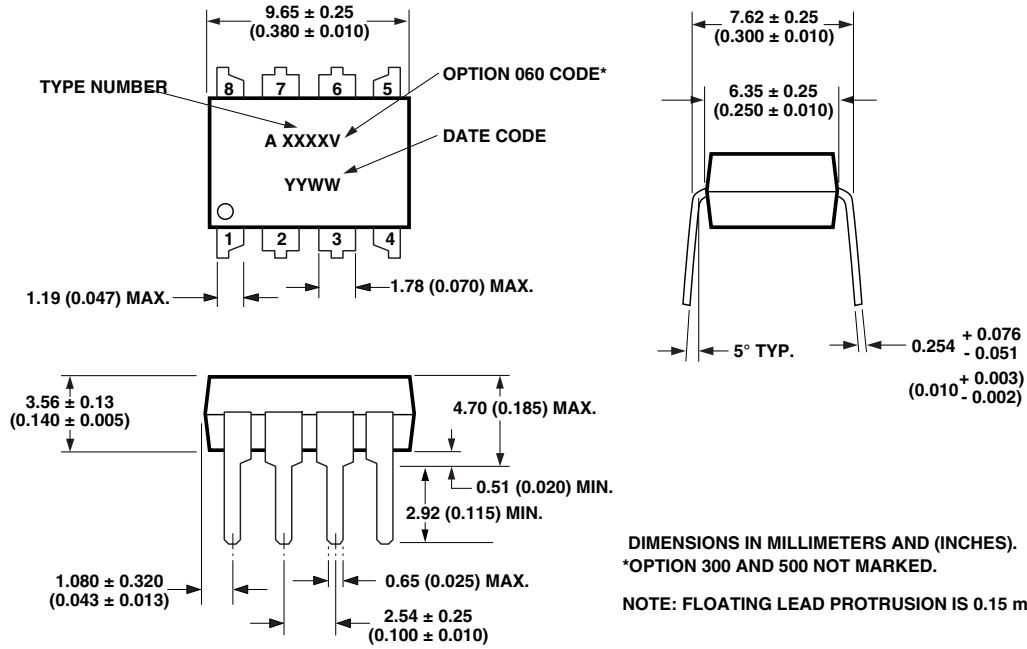 9.65 ± 0.25
(0.380 ± 0.010)
TYPE NUMBER
OPTION 060 CODE*
8 7 6 5
A XXXXV
YYWW
DATE CODE
1 2 3 4
1.19 (0.047) MAX.
1.78 (0.070) MAX.
7.62 ± 0.25
(0.300 ± 0.010)
6.35 ± 0.25
(0.250 ± 0.010)
5° TYP.
0.254 + 0.076
- 0.051
(0.010 + 0.003)
- 0.002)
3.56 ± 0.13
(0.140 ± 0.005)
4.70 (0.185) MAX.
0.51 (0.020) MIN.
2.92 (0.115) MIN.
1.080 ± 0.320
(0.043 ± 0.013)
0.65 (0.025) MAX.
2.54 ± 0.25
(0.100 ± 0.010)
DIMENSIONS IN MILLIMETERS AND (INCHES).
*OPTION 300 AND 500 NOT MARKED.
NOTE: FLOATING LEAD PROTRUSION IS 0.15 m